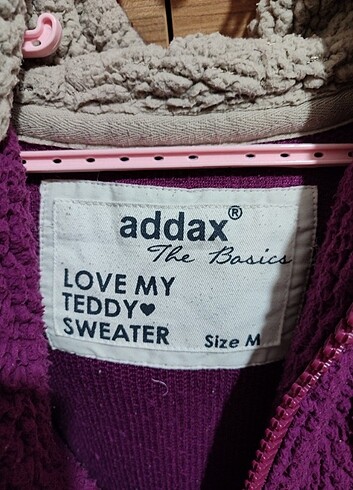 addax®
The Basics
LOVE MY
TEDDY♥
SWEATER
Size M